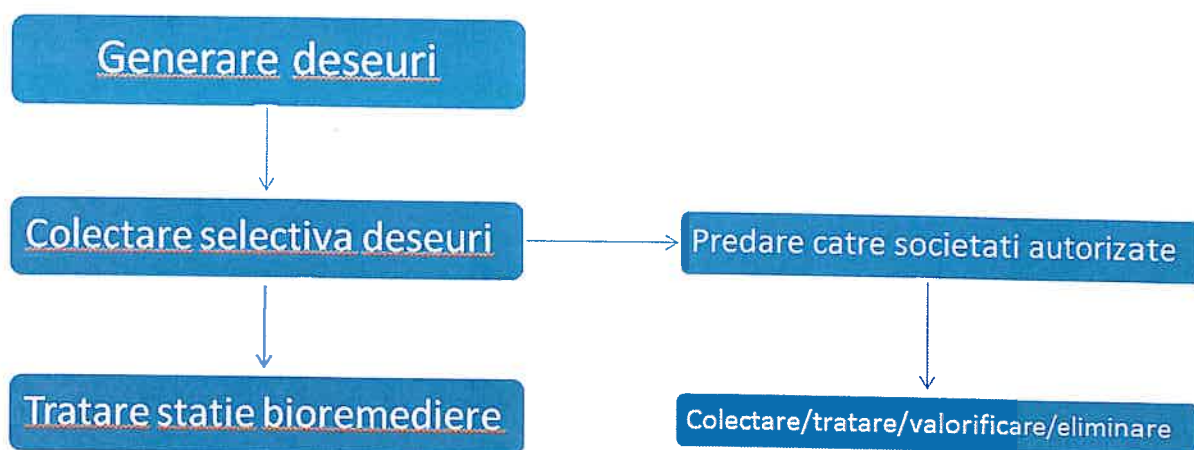 Generare deseuri
Colectare selectiva deseuri
Predare catre societati autorizate
Tratare statie bioremediere
Colectare/tratare/valorificare/eliminare